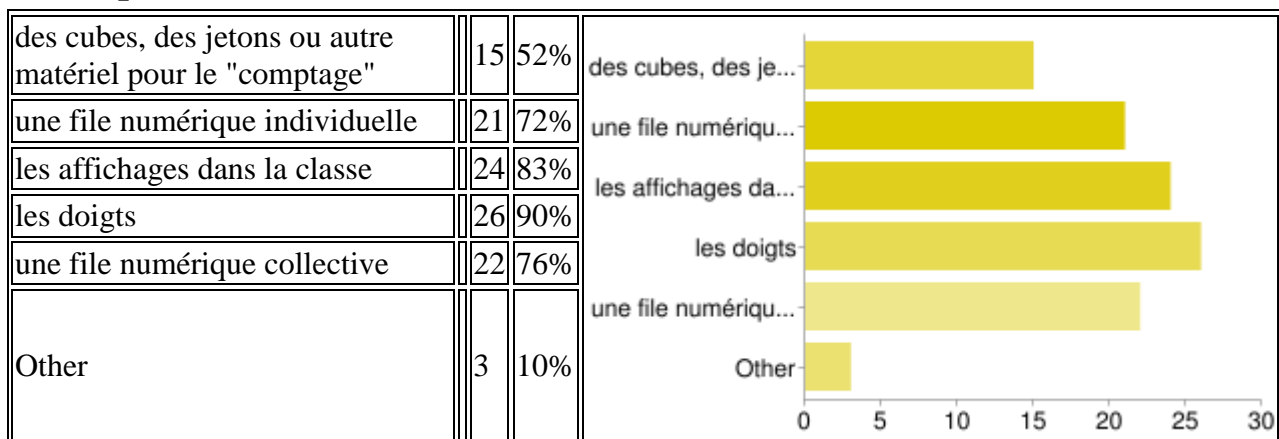 des cubes, des jetons ou autre
matériel pour le "comptage"
15
52%
une file numérique individuelle
21
72%
les affichages dans la classe
24
83%
les doigts
26
90%
une file numérique collective
22
76%
Other
3
10%
des cubes, des je...
une file numériqu...
les affichages da...
les doigts
une file numériqu...
Other
0 5 10 15 20 25 30